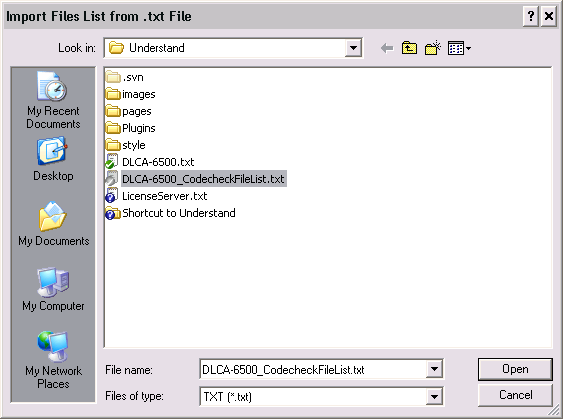 Import Files List from .txt File
Look in: Understand
My Recent
Documents
Desktop
My Documents
My Computer
My Network
Places
.svn
images
pages
Plugins
style
DLCA-6500.txt
DLCA-6500_CodecheckFileList.txt
LicenseServer.txt
Shortcut to Understand
File name: DLCA-6500_CodecheckFileList.txt Open
Files of type: TXT (*.txt) Cancel